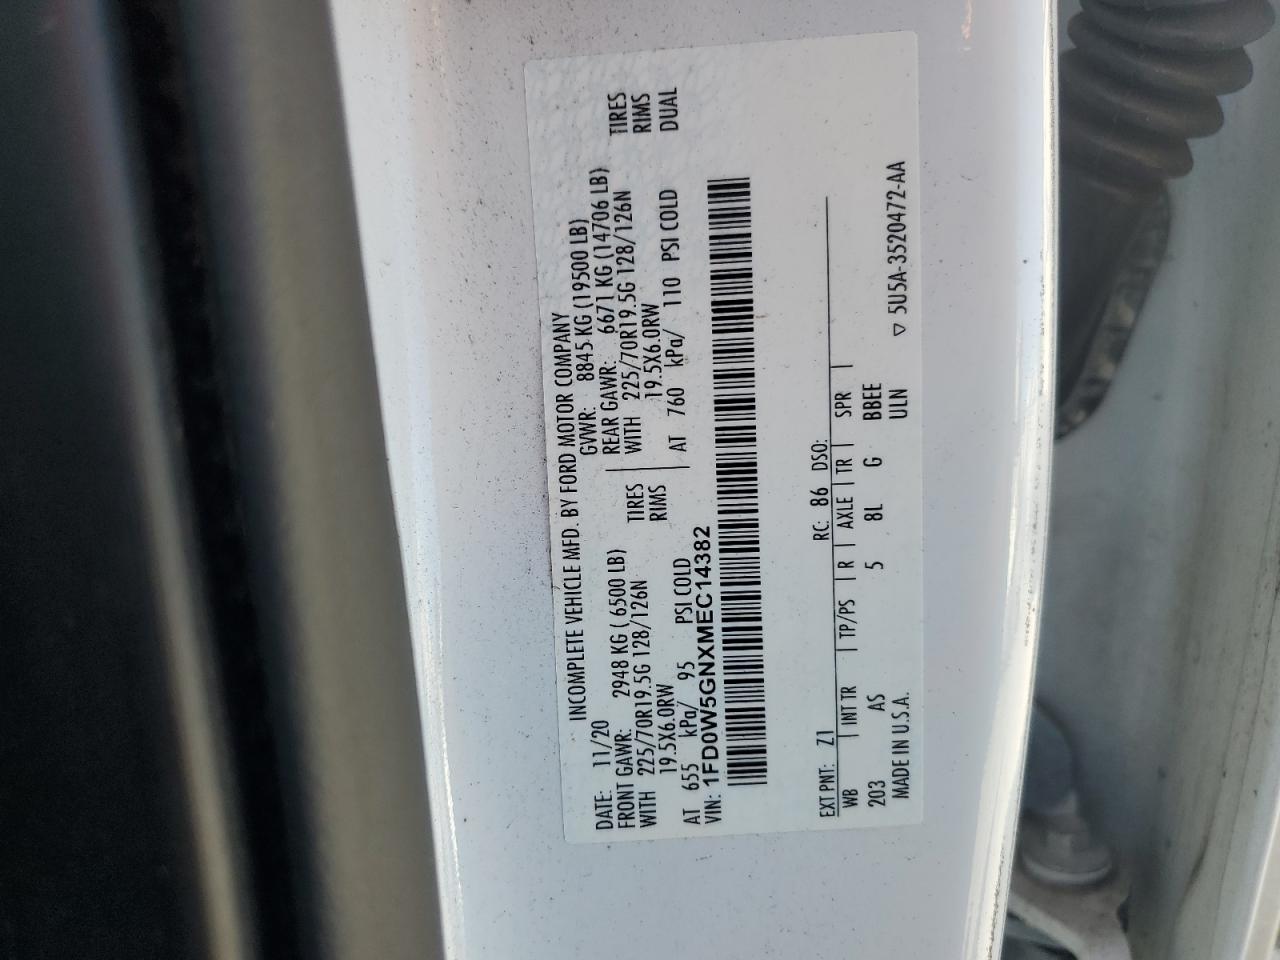 INCOMPLETE VEHICLE MFD. BY FORD MOTOR COMPANY
DATE: 11/20 GVWR: 8845 KG (19500 LB)
FRONT GAWR: 2948 KG ( 6500 LB) REAR GAWR: 6671 KG (14706 LB)
WITH 225/70R19.5G 128/126N TIRES WITH 225/70R19.5G 128/126N TIRES
19.5X6.0RW RIMS 19.5X6.0RW RIMS
AT 655 kPa/ 95 PSI COLD AT 760 kPa/ 110 PSI COLD DUAL
VIN: 1FD0W5GNXMEC14382
EXT PNT: Z1 RC: 86 DSO:
WB | INT TR | TP/PS | R | AXLE | TR | SPR |
203 AS 5 8L G BBEE
MADE IN U.S.A. ULN ▽ 5U5A-3520472-AA